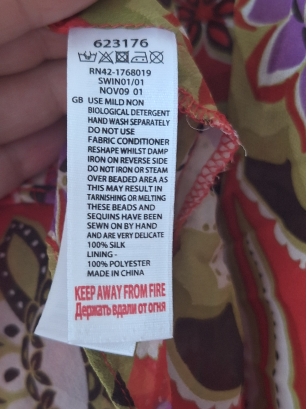 623176
RN42-1768019
SWIN01/01
NOV09 01
GB USE MILD NON
BIOLOGICAL DETERGENT
HAND WASH SEPARATELY
DO NOT USE
FABRIC CONDITIONER
RESHAPE WHILST DAMP
IRON ON REVERSE SIDE
DO NOT IRON OR STEAM
OVER BEADED AREA AS
THIS MAY RESULT IN
TARNISHING OR MELTING
THESE BEADS AND
SEQUINS HAVE BEEN
SEWN ON BY HAND
AND ARE VERY DELICATE
100% SILK
LINING -
100% POLYESTER
MADE IN CHINA
KEEP AWAY FROM FIRE
Держать вдали от огня